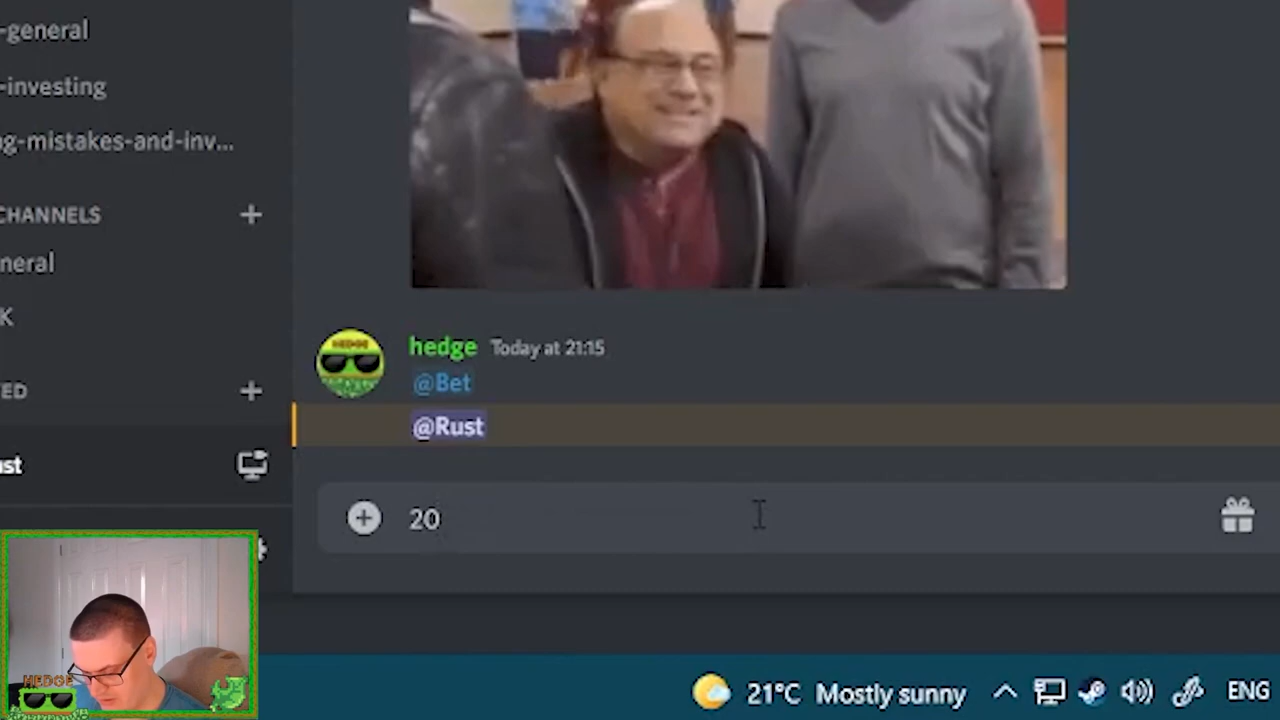 -general
-investing
g-mistakes-and-inv...
CHANNELS
neral
K
ED
st
hedge Today at 21:15
@Bet
@Rust
20
HEDGE
21°C Mostly sunny
ENG